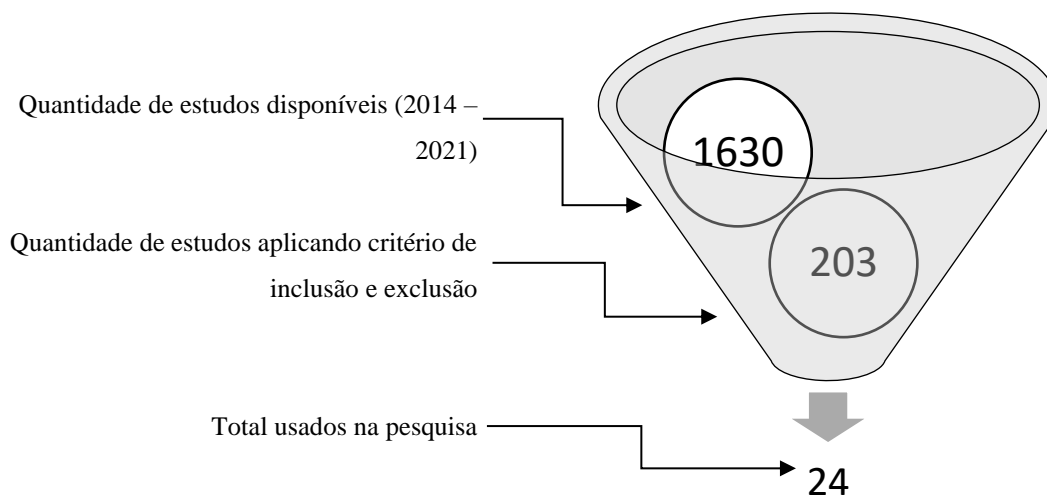 Quantidade de estudos disponíveis (2014 –
2021)
1630
Quantidade de estudos aplicando critério de
inclusão e exclusão
203
Total usados na pesquisa
24